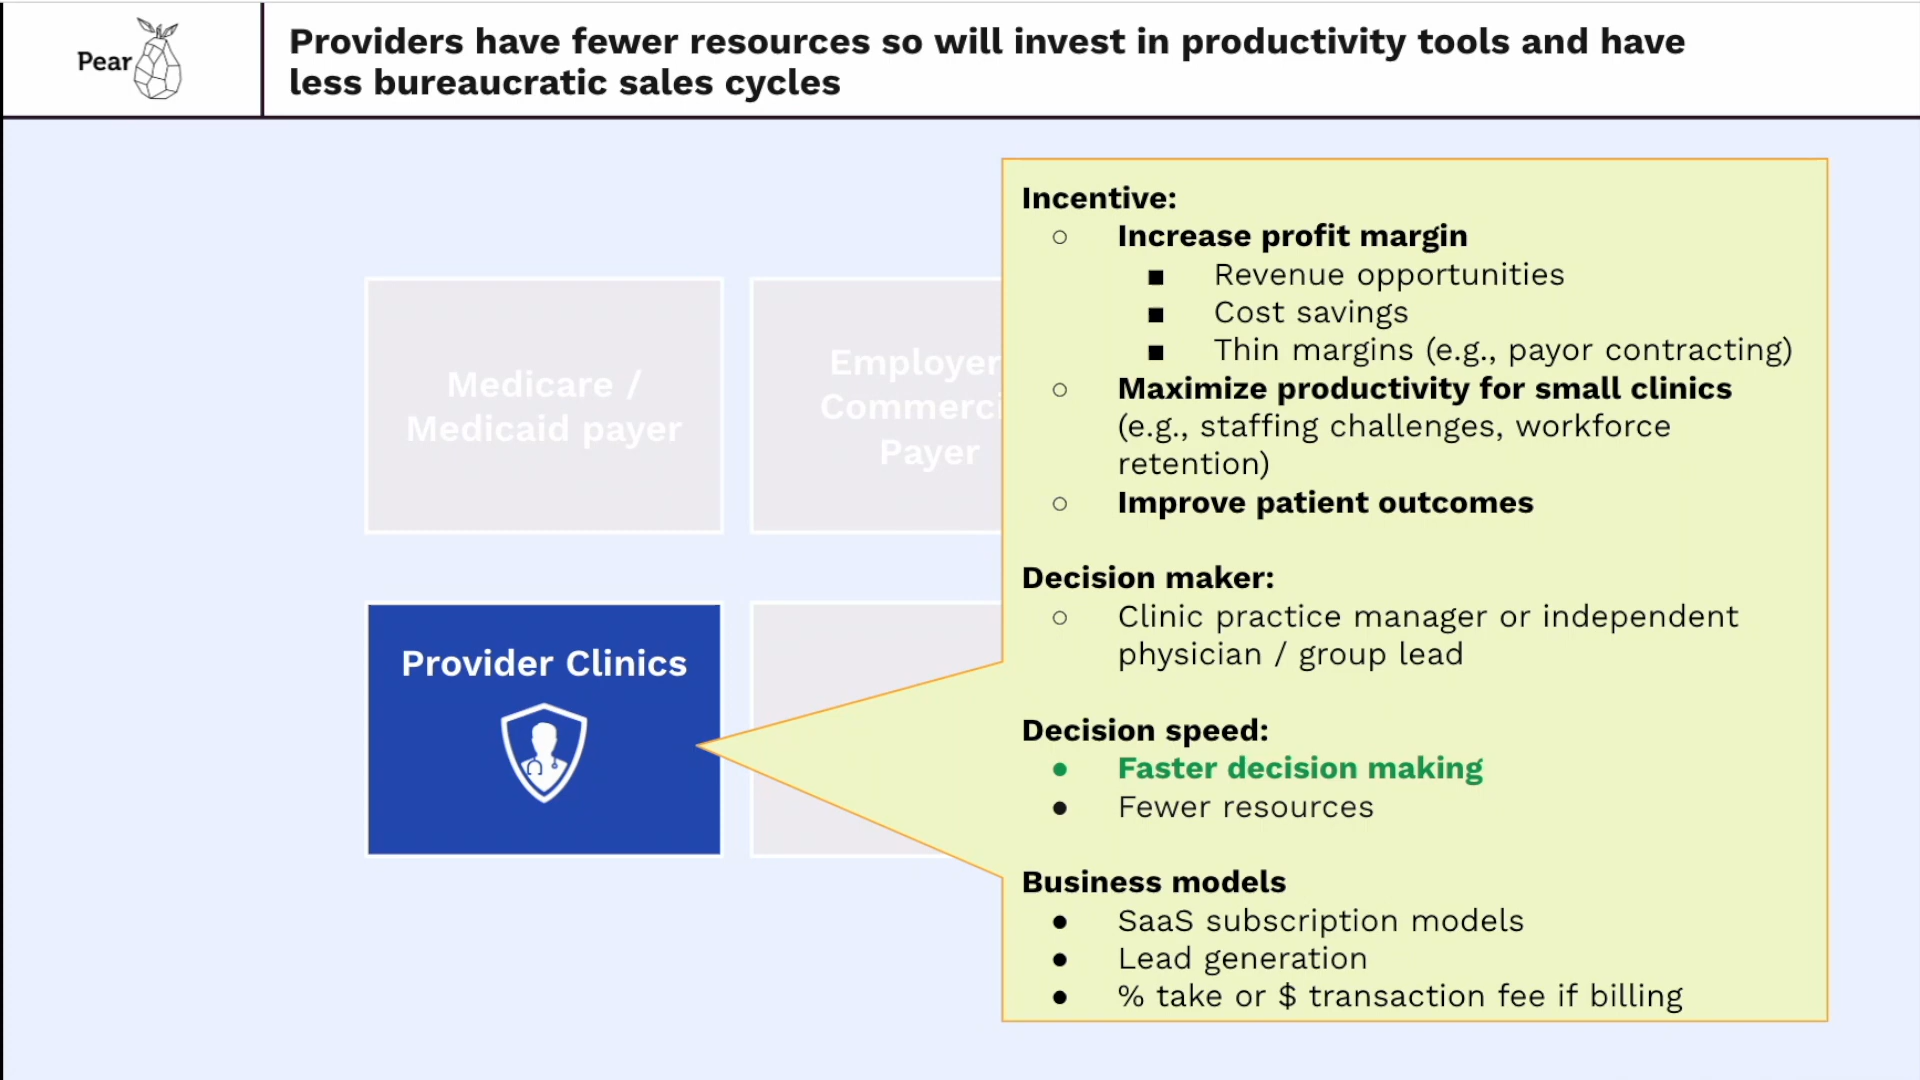 Pear
Providers have fewer resources so will invest in productivity tools and have
less bureaucratic sales cycles
Medicare /
Medicaid payer
Employer
Commerci
Payer
Provider Clinics
Incentive:
○ Increase profit margin
■ Revenue opportunities
■ Cost savings
■ Thin margins (e.g., payor contracting)
○ Maximize productivity for small clinics
(e.g., staffing challenges, workforce
retention)
○ Improve patient outcomes
Decision maker:
○ Clinic practice manager or independent
physician / group lead
Decision speed:
● Faster decision making
● Fewer resources
Business models
● SaaS subscription models
● Lead generation
● % take or $ transaction fee if billing